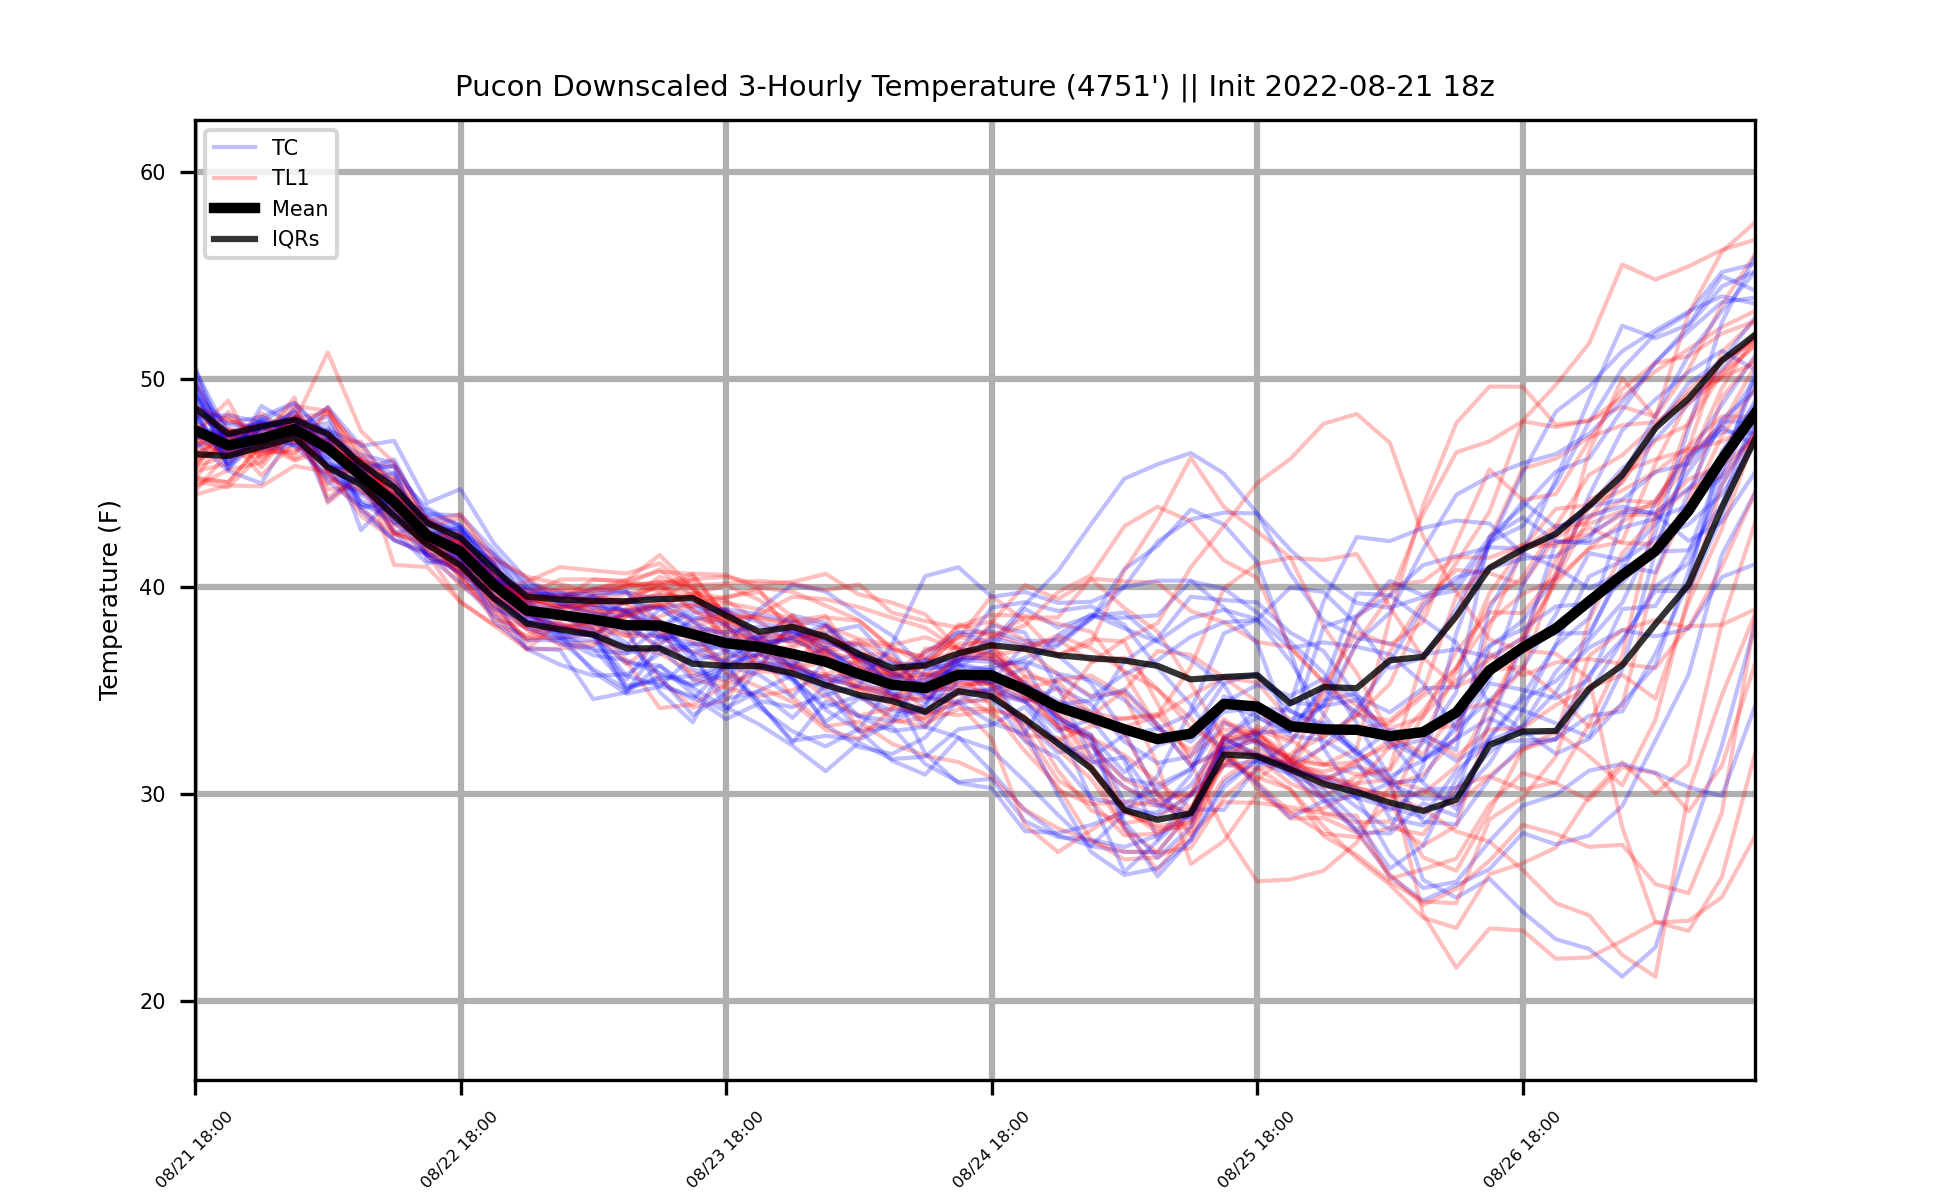 Pucon Downscaled 3-Hourly Temperature (4751') || Init 2022-08-21 18z
TC
TL1
Mean
IQRs
Temperature (F)
60
50
40
30
20
08/21 18:00
08/22 18:00
08/23 18:00
08/24 18:00
08/25 18:00
08/26 18:00